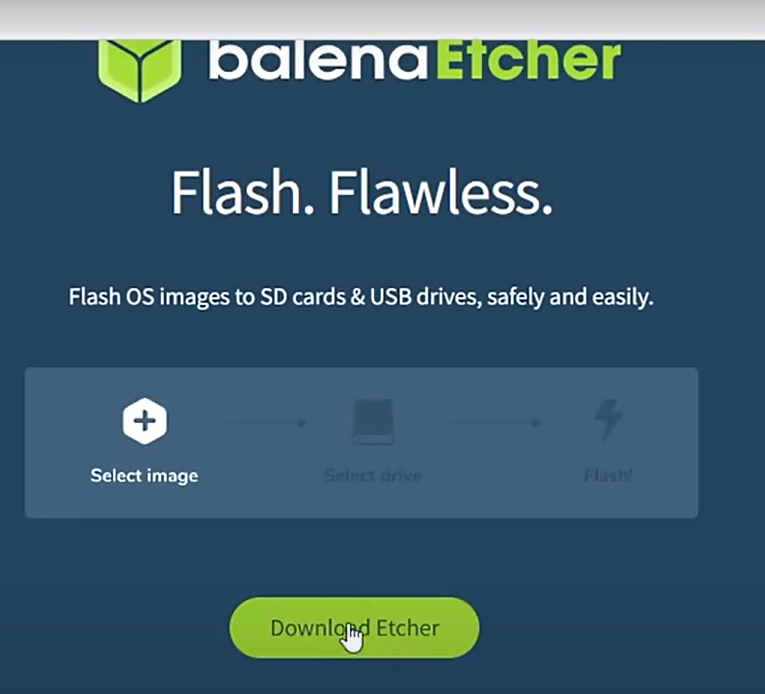 balenaEtcher
Flash. Flawless.
Flash OS images to SD cards & USB drives, safely and easily.
Select image
Select drive
Flash!
Download Etcher